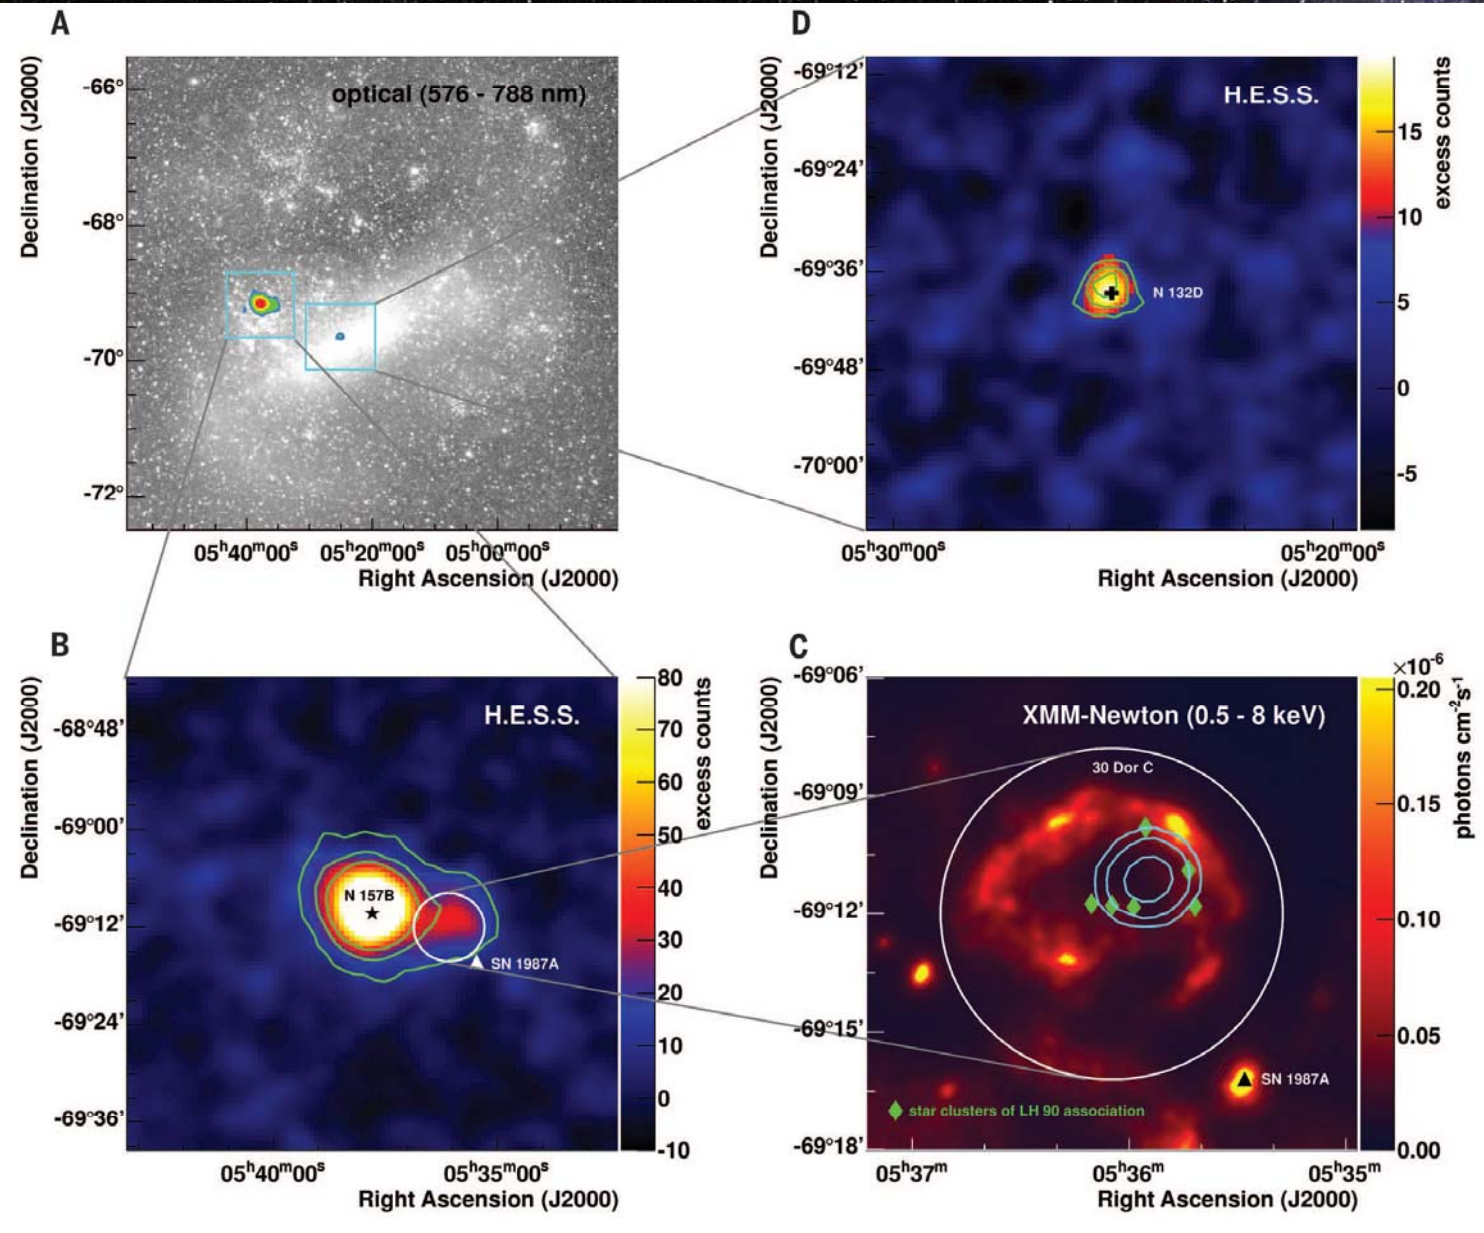 A
optical (576 - 788 nm)
Declination (J2000)
-66°
-68°
-70°
-72°
05ʰ40ᵐ00ˢ 05ʰ20ᵐ00ˢ 05ʰ00ᵐ00ˢ
Right Ascension (J2000)
D
H.E.S.S.
N 132D
Declination (J2000)
-69°12'
-69°24'
-69°36'
-69°48'
-70°00'
05ʰ30ᵐ00ˢ 05ʰ20ᵐ00ˢ
Right Ascension (J2000)
15
10
5
0
-5
excess counts
B
H.E.S.S.
N 157B
SN 1987A
Declination (J2000)
-68°48'
-69°00'
-69°12'
-69°24'
-69°36'
05ʰ40ᵐ00ˢ 05ʰ35ᵐ00ˢ
Right Ascension (J2000)
80
70
60
50
40
30
20
10
0
-10
excess counts
C
XMM-Newton (0.5 - 8 keV)
30 Dor C
SN 1987A
star clusters of LH 90 association
Declination (J2000)
-69°06'
-69°09'
-69°12'
-69°15'
-69°18'
05ʰ37ᵐ 05ʰ36ᵐ 05ʰ35ᵐ
Right Ascension (J2000)
×10⁻⁶
0.20
0.15
0.10
0.05
0.00
photons cm⁻²s⁻¹